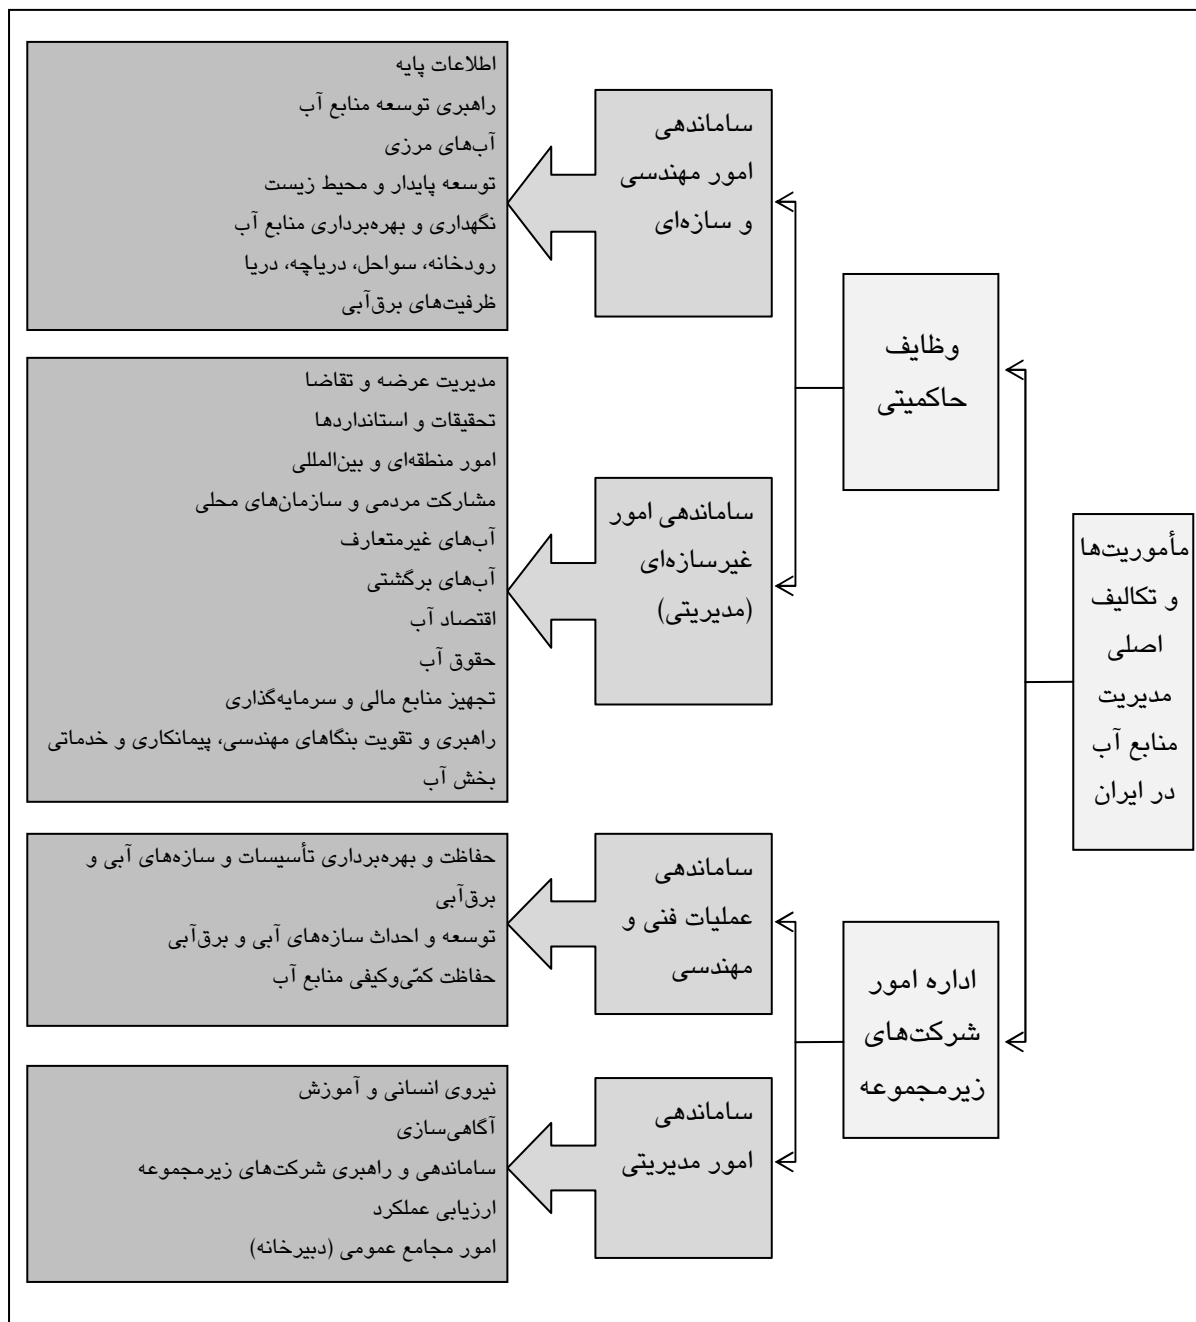 مأموریت‌ها
و تکالیف
اصلی
مدیریت
منابع آب
در ایران
وظایف
حاکمیتی
ساماندهی
امور مهندسی
و سازه‌ای
اطلاعات پایه
راهبری توسعه منابع آب
آب‌های مرزی
توسعه پایدار و محیط زیست
نگهداری و بهره‌برداری منابع آب
رودخانه، سواحل، دریاچه، دریا
ظرفیت‌های برق‌آبی
ساماندهی امور
غیرسازه‌ای
(مدیریتی)
مدیریت عرضه و تقاضا
تحقیقات و استانداردها
امور منطقه‌ای و بین‌المللی
مشارکت مردمی و سازمان‌های محلی
آب‌های غیرمتعارف
آب‌های برگشتی
اقتصاد آب
حقوق آب
تجهیز منابع مالی و سرمایه‌گذاری
راهبری و تقویت بنگاهای مهندسی، پیمانکاری و خدماتی
بخش آب
اداره امور
شرکت‌های
زیرمجموعه
ساماندهی
عملیات فنی و
مهندسی
حفاظت و بهره‌برداری تأسیسات و سازه‌های آبی و
برق‌آبی
توسعه و احداث سازه‌های آبی و برق‌آبی
حفاظت کمّی‌وکیفی منابع آب
ساماندهی
امور مدیریتی
نیروی انسانی و آموزش
آگاهی‌سازی
ساماندهی و راهبری شرکت‌های زیرمجموعه
ارزیابی عملکرد
امور مجامع عمومی (دبیرخانه)